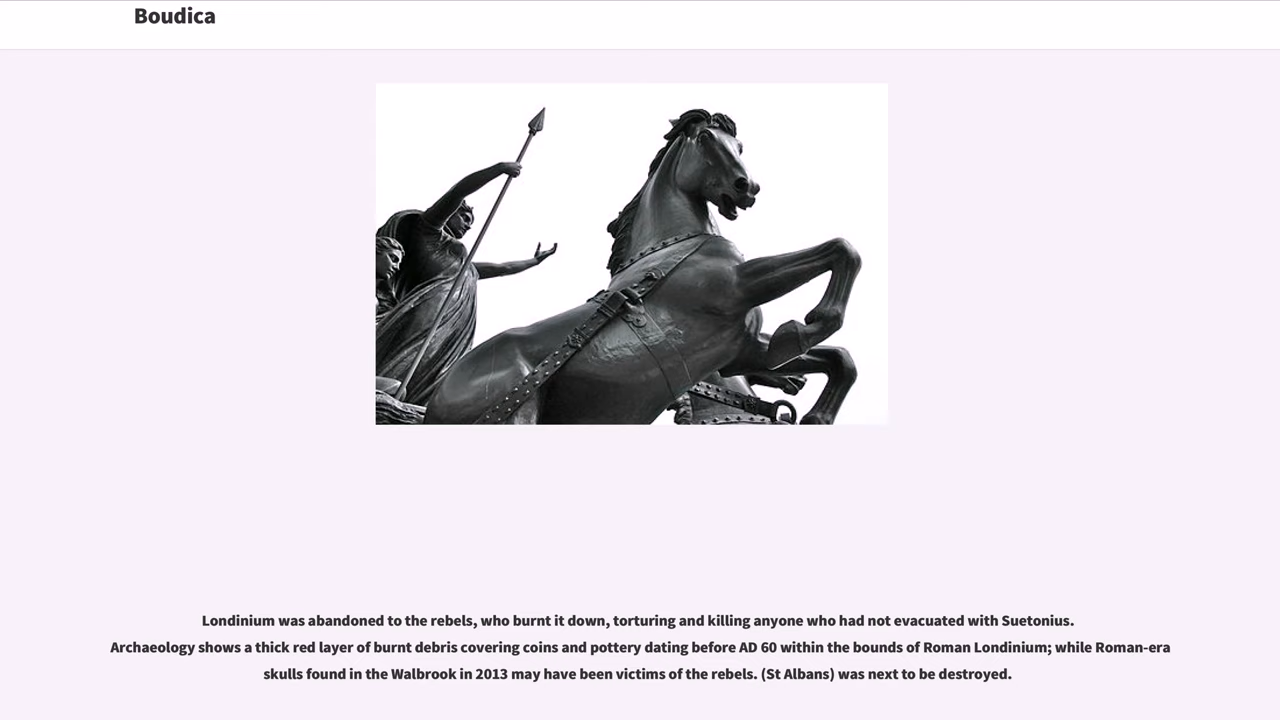 Boudica
Londinium was abandoned to the rebels, who burnt it down, torturing and killing anyone who had not evacuated with Suetonius.
Archaeology shows a thick red layer of burnt debris covering coins and pottery dating before AD 60 within the bounds of Roman Londinium; while Roman-era
skulls found in the Walbrook in 2013 may have been victims of the rebels. (St Albans) was next to be destroyed.